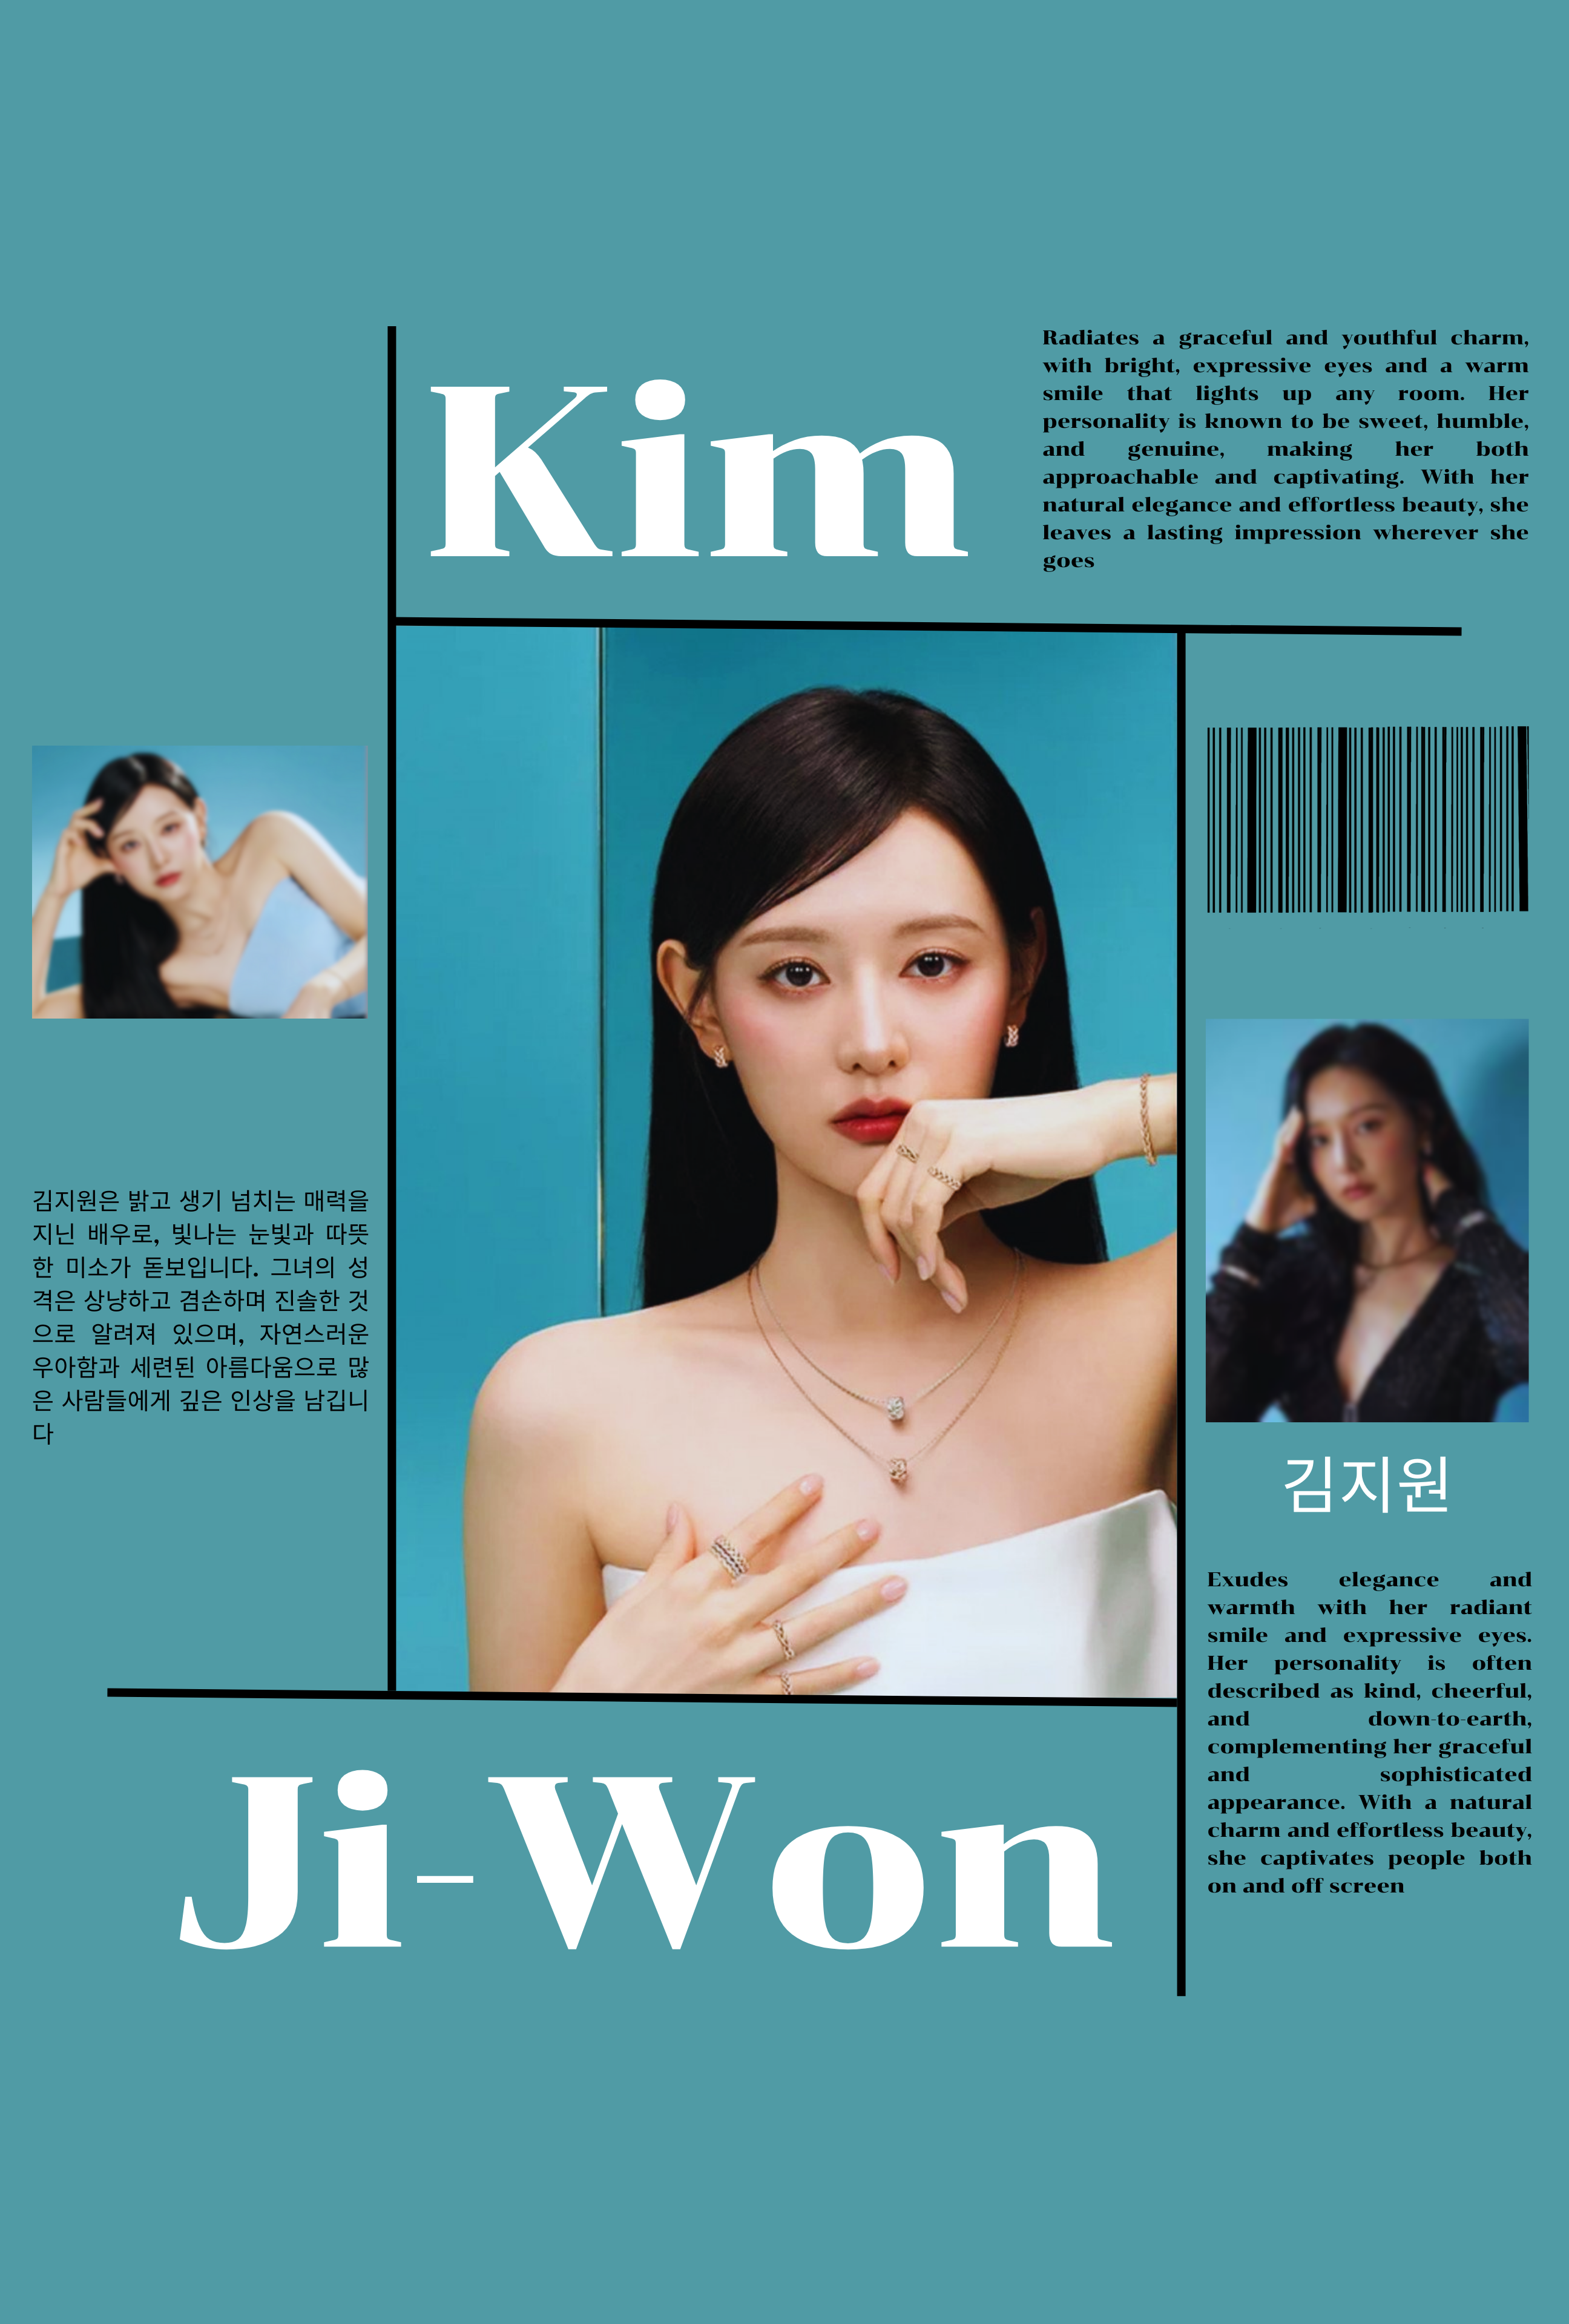 Kim
Radiates a graceful and youthful charm,
with bright, expressive eyes and a warm
smile that lights up any room. Her
personality is known to be sweet, humble,
and genuine, making her both
approachable and captivating. With her
natural elegance and effortless beauty, she
leaves a lasting impression wherever she
goes
김지원은 밝고 생기 넘치는 매력을
지닌 배우로, 빛나는 눈빛과 따뜻
한 미소가 돋보입니다. 그녀의 성
격은 상냥하고 겸손하며 진솔한 것
으로 알려져 있으며, 자연스러운
우아함과 세련된 아름다움으로 많
은 사람들에게 깊은 인상을 남깁니
다
김지원
Exudes elegance and
warmth with her radiant
smile and expressive eyes.
Her personality is often
described as kind, cheerful,
and down-to-earth,
complementing her graceful
and sophisticated
appearance. With a natural
charm and effortless beauty,
she captivates people both
on and off screen
Ji-Won